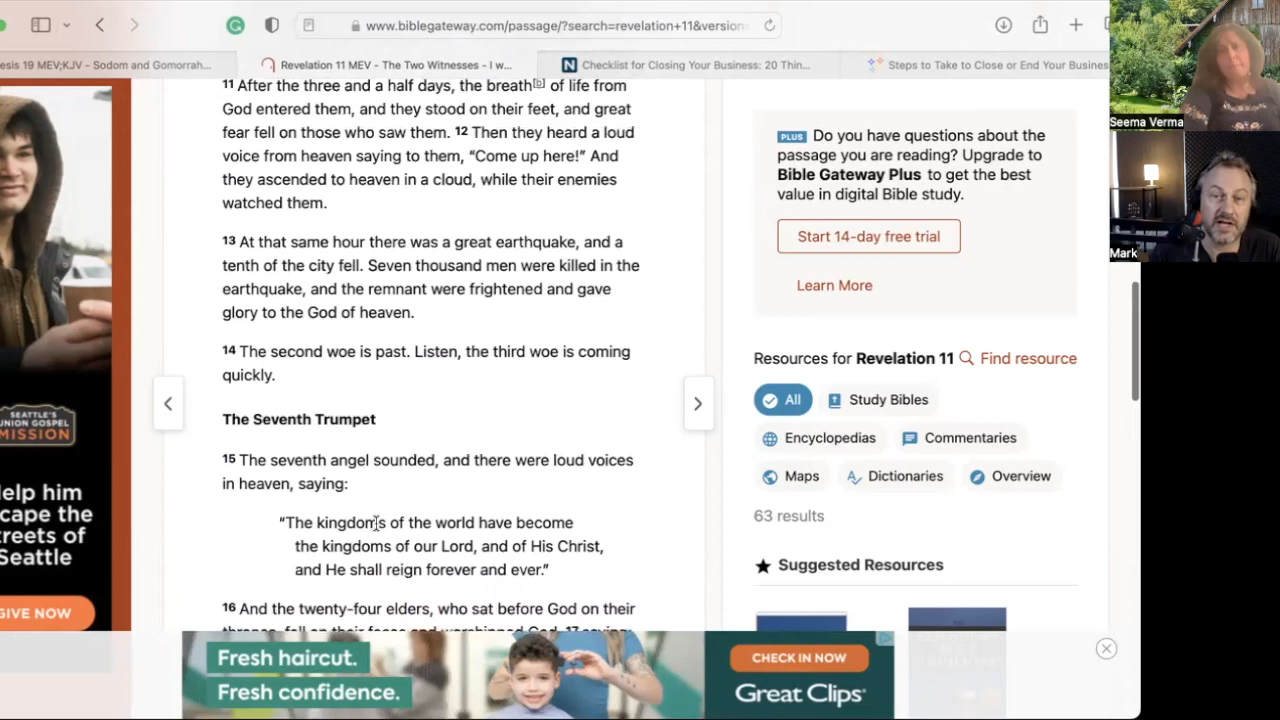 www.biblegateway.com/passage/?search=revelation+11&version
esis 19 MEV;KJV - Sodom and Gomorrah...
Revelation 11 MEV - The Two Witnesses - I w...
Checklist for Closing Your Business: 20 Thin...
Steps to Take to Close or End Your Busines
Seema Verma
Mark
11 After the three and a half days, the breath[b] of life from
God entered them, and they stood on their feet, and great
fear fell on those who saw them. 12 Then they heard a loud
voice from heaven saying to them, “Come up here!” And
they ascended to heaven in a cloud, while their enemies
watched them.
13 At that same hour there was a great earthquake, and a
tenth of the city fell. Seven thousand men were killed in the
earthquake, and the remnant were frightened and gave
glory to the God of heaven.
14 The second woe is past. Listen, the third woe is coming
quickly.
The Seventh Trumpet
15 The seventh angel sounded, and there were loud voices
in heaven, saying:
“The kingdoms of the world have become
the kingdoms of our Lord, and of His Christ,
and He shall reign forever and ever.”
16 And the twenty-four elders, who sat before God on their
PLUS Do you have questions about the
passage you are reading? Upgrade to
Bible Gateway Plus to get the best
value in digital Bible study.
Start 14-day free trial
Learn More
Resources for Revelation 11
Find resource
All
Study Bibles
Encyclopedias
Commentaries
Maps
Dictionaries
Overview
63 results
Suggested Resources
SEATTLE'S
UNION GOSPEL
MISSION
Help him
scape the
treets of
Seattle
GIVE NOW
Fresh haircut.
Fresh confidence.
CHECK IN NOW
Great Clips